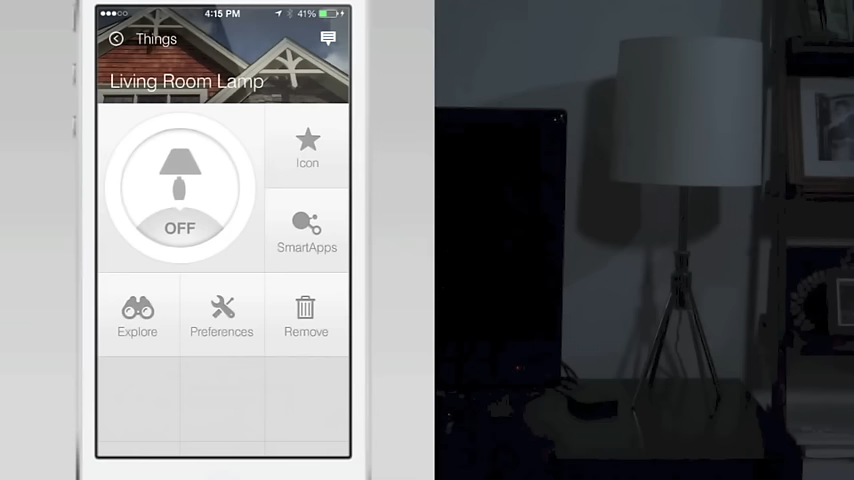 4:15 PM
41%
Things
Living Room Lamp
OFF
Icon
SmartApps
Explore
Preferences
Remove